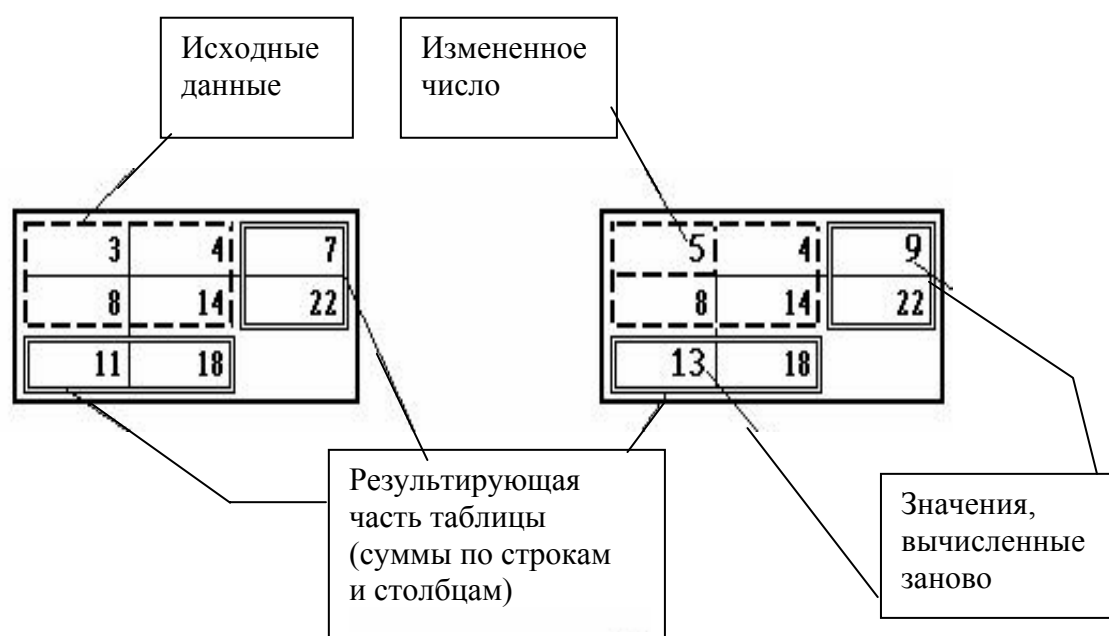 Исходные
данные
Измененное
число
3 4 7
8 14 22
11 18
5 4 9
8 14 22
13 18
Результирующая
часть таблицы
(суммы по строкам
и столбцам)
Значения,
вычисленные
заново